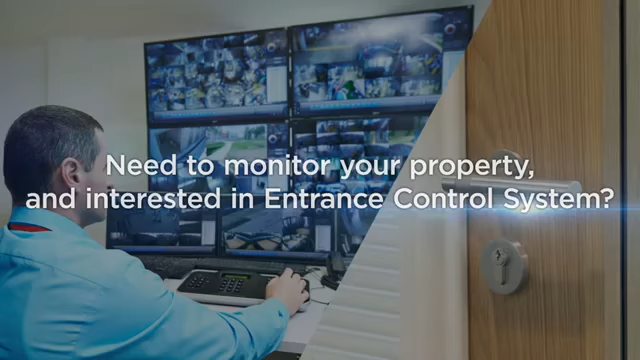 Need to monitor your property,
and interested in Entrance Control System?